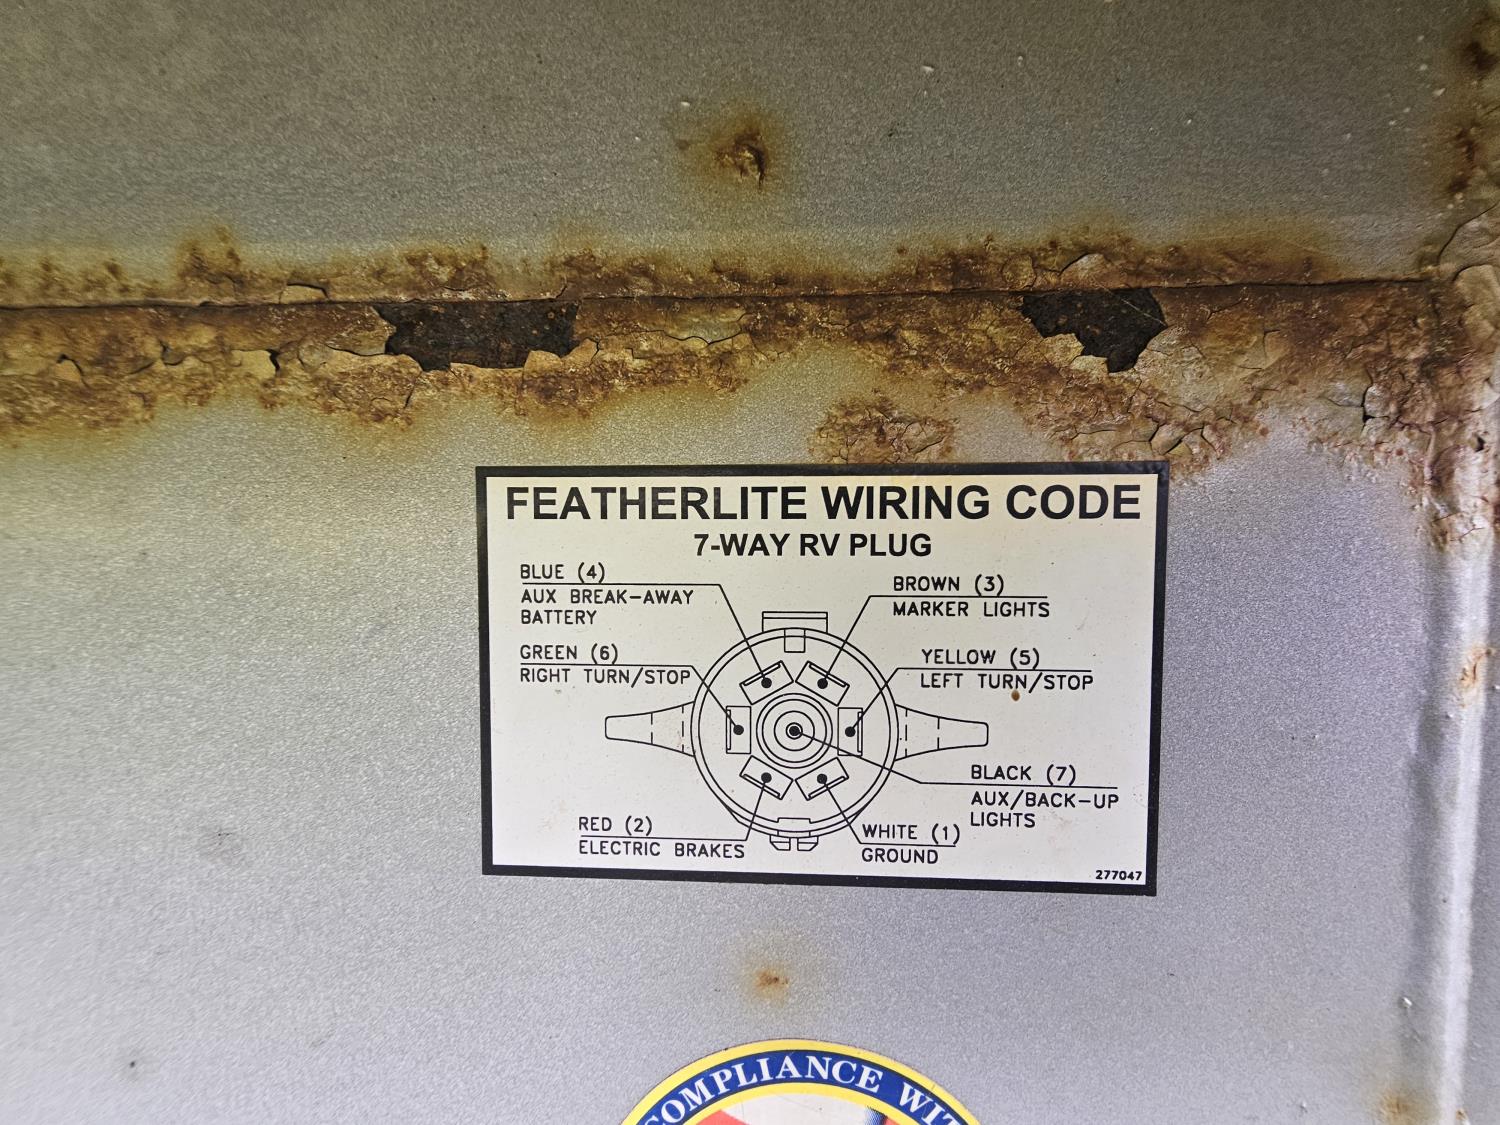 FEATHERLITE WIRING CODE
7-WAY RV PLUG
BLUE (4)
AUX BREAK-AWAY
BATTERY
BROWN (3)
MARKER LIGHTS
GREEN (6)
RIGHT TURN/STOP
YELLOW (5)
LEFT TURN/STOP
BLACK (7)
AUX/BACK-UP
LIGHTS
RED (2)
ELECTRIC BRAKES
WHITE (1)
GROUND
277047
COMPLIANCE WIT